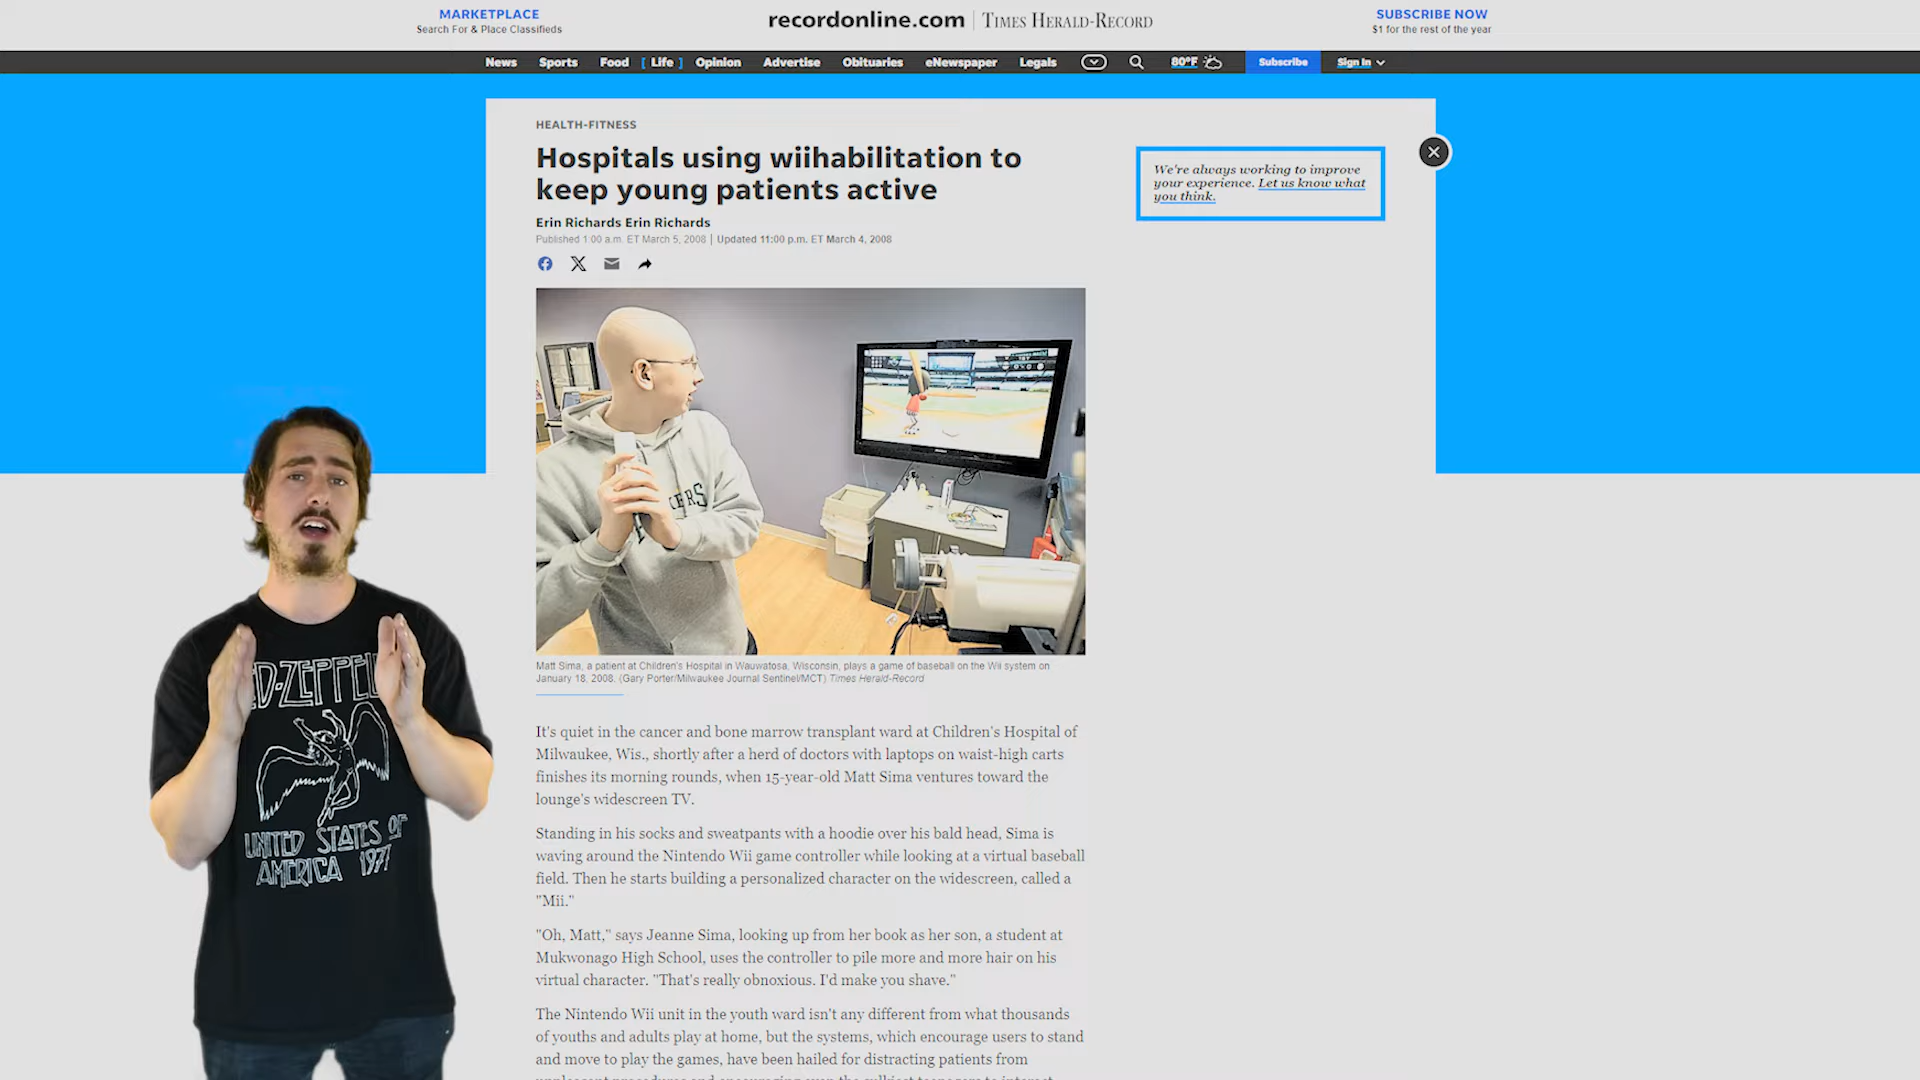 MARKETPLACE
Search For & Place Classifieds
recordonline.com | TIMES HERALD-RECORD
SUBSCRIBE NOW
$1 for the rest of the year
News Sports Food [ Life ] Opinion Advertise Obituaries eNewspaper Legals 80°F Subscribe Sign In
HEALTH-FITNESS
Hospitals using wiihabilitation to
keep young patients active
Erin Richards Erin Richards
Published 1:00 a.m. ET March 5, 2008 | Updated 11:00 p.m. ET March 4, 2008
We're always working to improve
your experience. Let us know what
you think.
ERS
Matt Sima, a patient at Children's Hospital in Wauwatosa, Wisconsin, plays a game of baseball on the Wii system on
January 18, 2008. (Gary Porter/Milwaukee Journal Sentinel/MCT) Times Herald-Record
It's quiet in the cancer and bone marrow transplant ward at Children's Hospital of
Milwaukee, Wis., shortly after a herd of doctors with laptops on waist-high carts
finishes its morning rounds, when 15-year-old Matt Sima ventures toward the
lounge's widescreen TV.
Standing in his socks and sweatpants with a hoodie over his bald head, Sima is
waving around the Nintendo Wii game controller while looking at a virtual baseball
field. Then he starts building a personalized character on the widescreen, called a
"Mii."
"Oh, Matt," says Jeanne Sima, looking up from her book as her son, a student at
Mukwonago High School, uses the controller to pile more and more hair on his
virtual character. "That's really obnoxious. I'd make you shave."
The Nintendo Wii unit in the youth ward isn't any different from what thousands
of youths and adults play at home, but the systems, which encourage users to stand
and move to play the games, have been hailed for distracting patients from
ED-ZEPPEL
UNITED STATES OF
AMERICA 1977